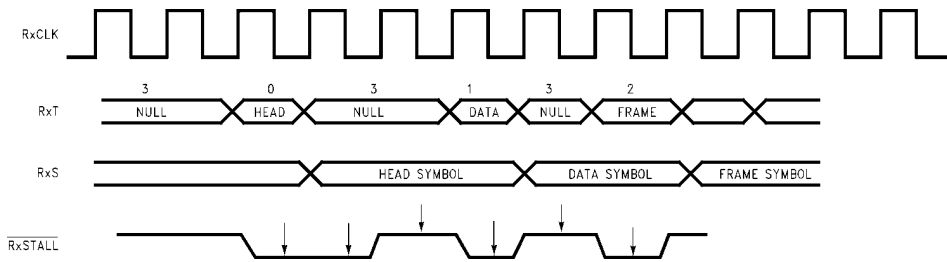 RxCLK
3 0 3 1 3 2
RxT NULL HEAD NULL DATA NULL FRAME
RxS HEAD SYMBOL DATA SYMBOL FRAME SYMBOL
RxSTALL